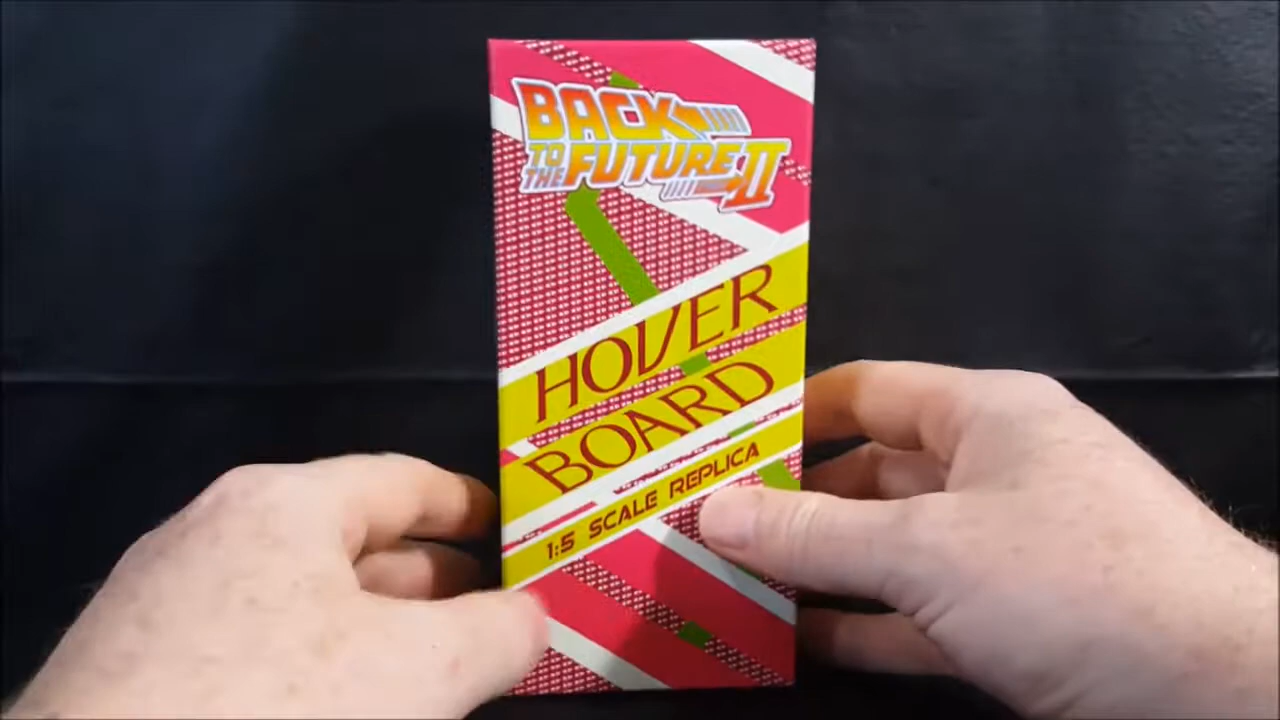 BACK
TO THE FUTURE II
HOVER
BOARD
1:5 SCALE REPLICA